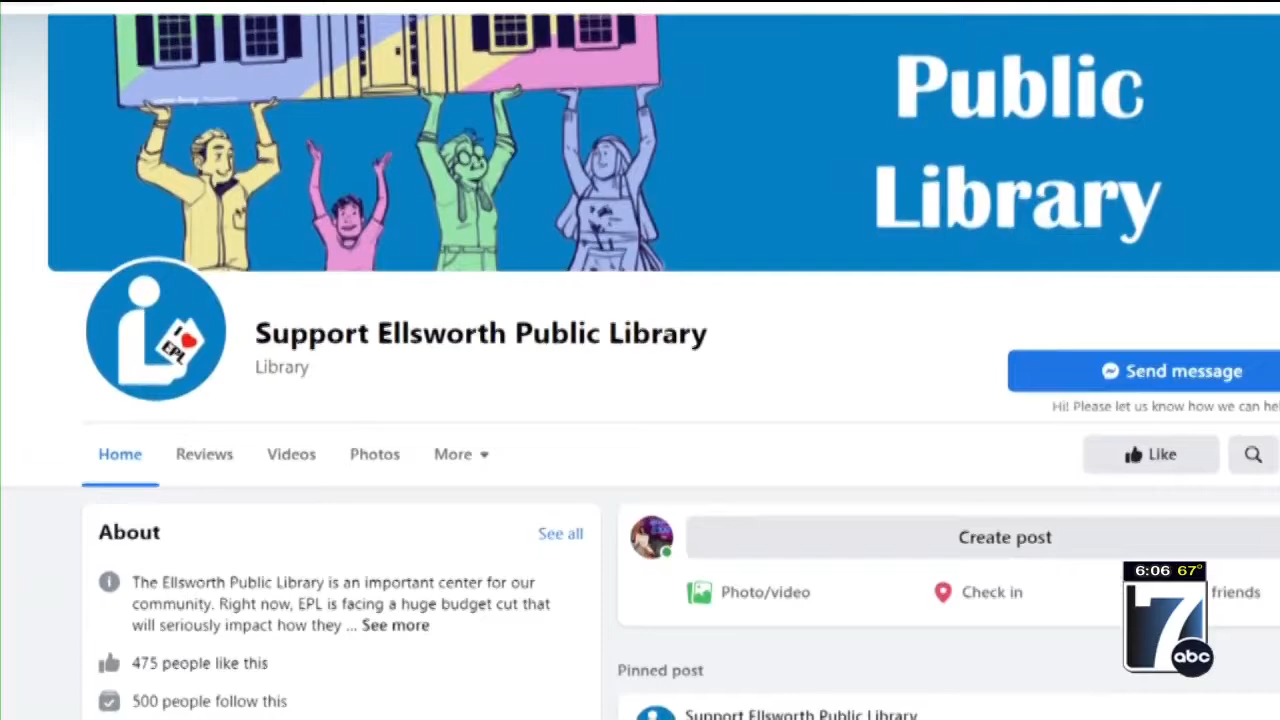 Public
Library
I
EPL
Support Ellsworth Public Library
Library
Send message
Hi! Please let us know how we can hel
Home Reviews Videos Photos More
Like
About See all
Create post
The Ellsworth Public Library is an important center for our
community. Right now, EPL is facing a huge budget cut that
will seriously impact how they ... See more
Photo/video Check in friends
6:06 67°
7
abc
475 people like this
Pinned post
500 people follow this
Support Ellsworth Public Library